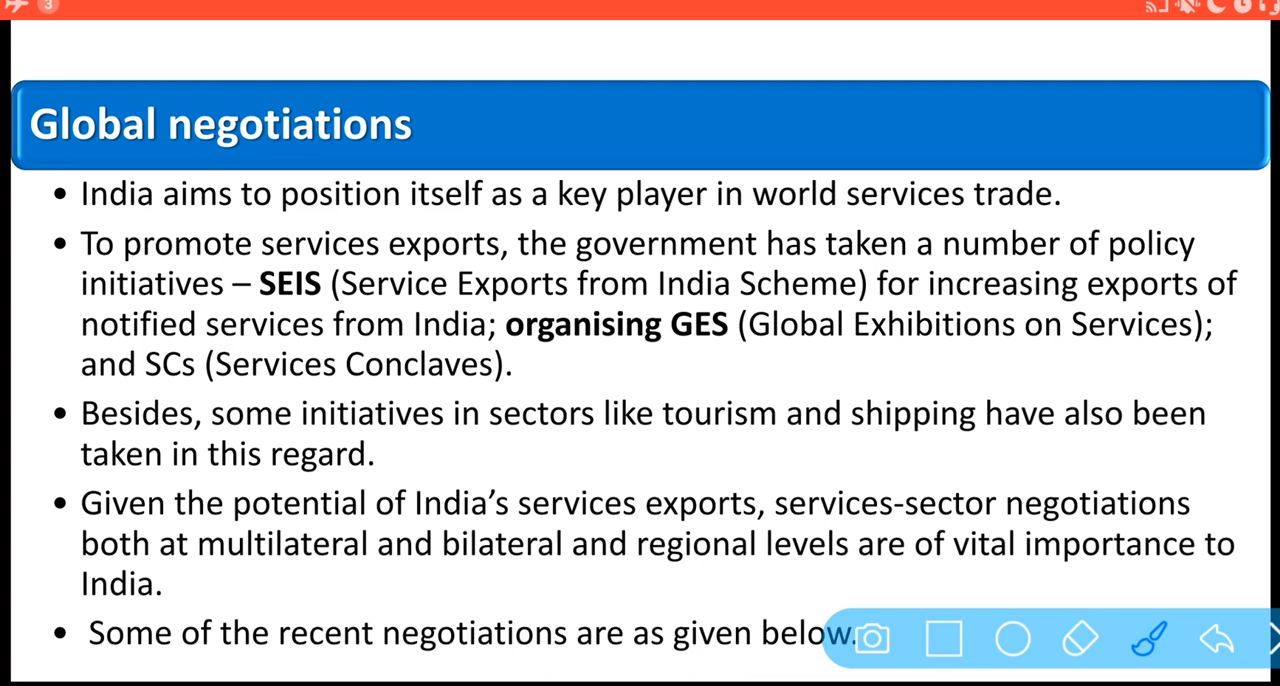 3
Global negotiations
• India aims to position itself as a key player in world services trade.
• To promote services exports, the government has taken a number of policy
initiatives – SEIS (Service Exports from India Scheme) for increasing exports of
notified services from India; organising GES (Global Exhibitions on Services);
and SCs (Services Conclaves).
• Besides, some initiatives in sectors like tourism and shipping have also been
taken in this regard.
• Given the potential of India’s services exports, services-sector negotiations
both at multilateral and bilateral and regional levels are of vital importance to
India.
• Some of the recent negotiations are as given below.